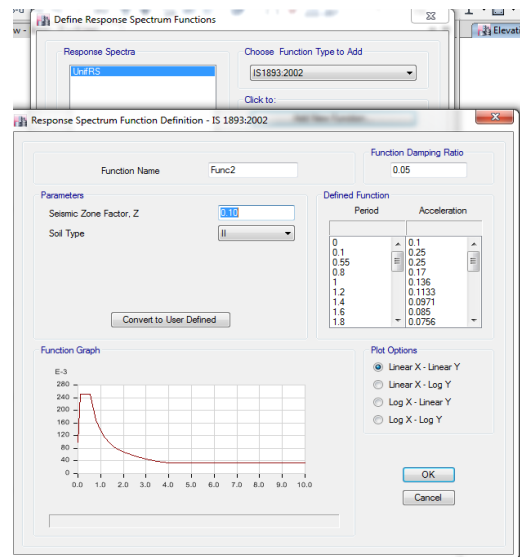 Define Response Spectrum Functions
Elevati
Response Spectra
Choose Function Type to Add
UnifRS
IS1893:2002
Click to:
Add New Function...
Response Spectrum Function Definition - IS 1893:2002
Function Damping Ratio
Function Name
Func2
0.05
Parameters
Defined Function
Seismic Zone Factor, Z
0.10
Period
Acceleration
Soil Type
II
0 0.1
0.1 0.25
0.55 0.25
0.8 0.17
1 0.136
1.2 0.1133
1.4 0.0971
1.6 0.085
1.8 0.0756
Convert to User Defined
Function Graph
Plot Options
E-3
280
240
200
160
120
80
40
0
0.0 1.0 2.0 3.0 4.0 5.0 6.0 7.0 8.0 9.0 10.0
Linear X - Linear Y
Linear X - Log Y
Log X - Linear Y
Log X - Log Y
OK
Cancel